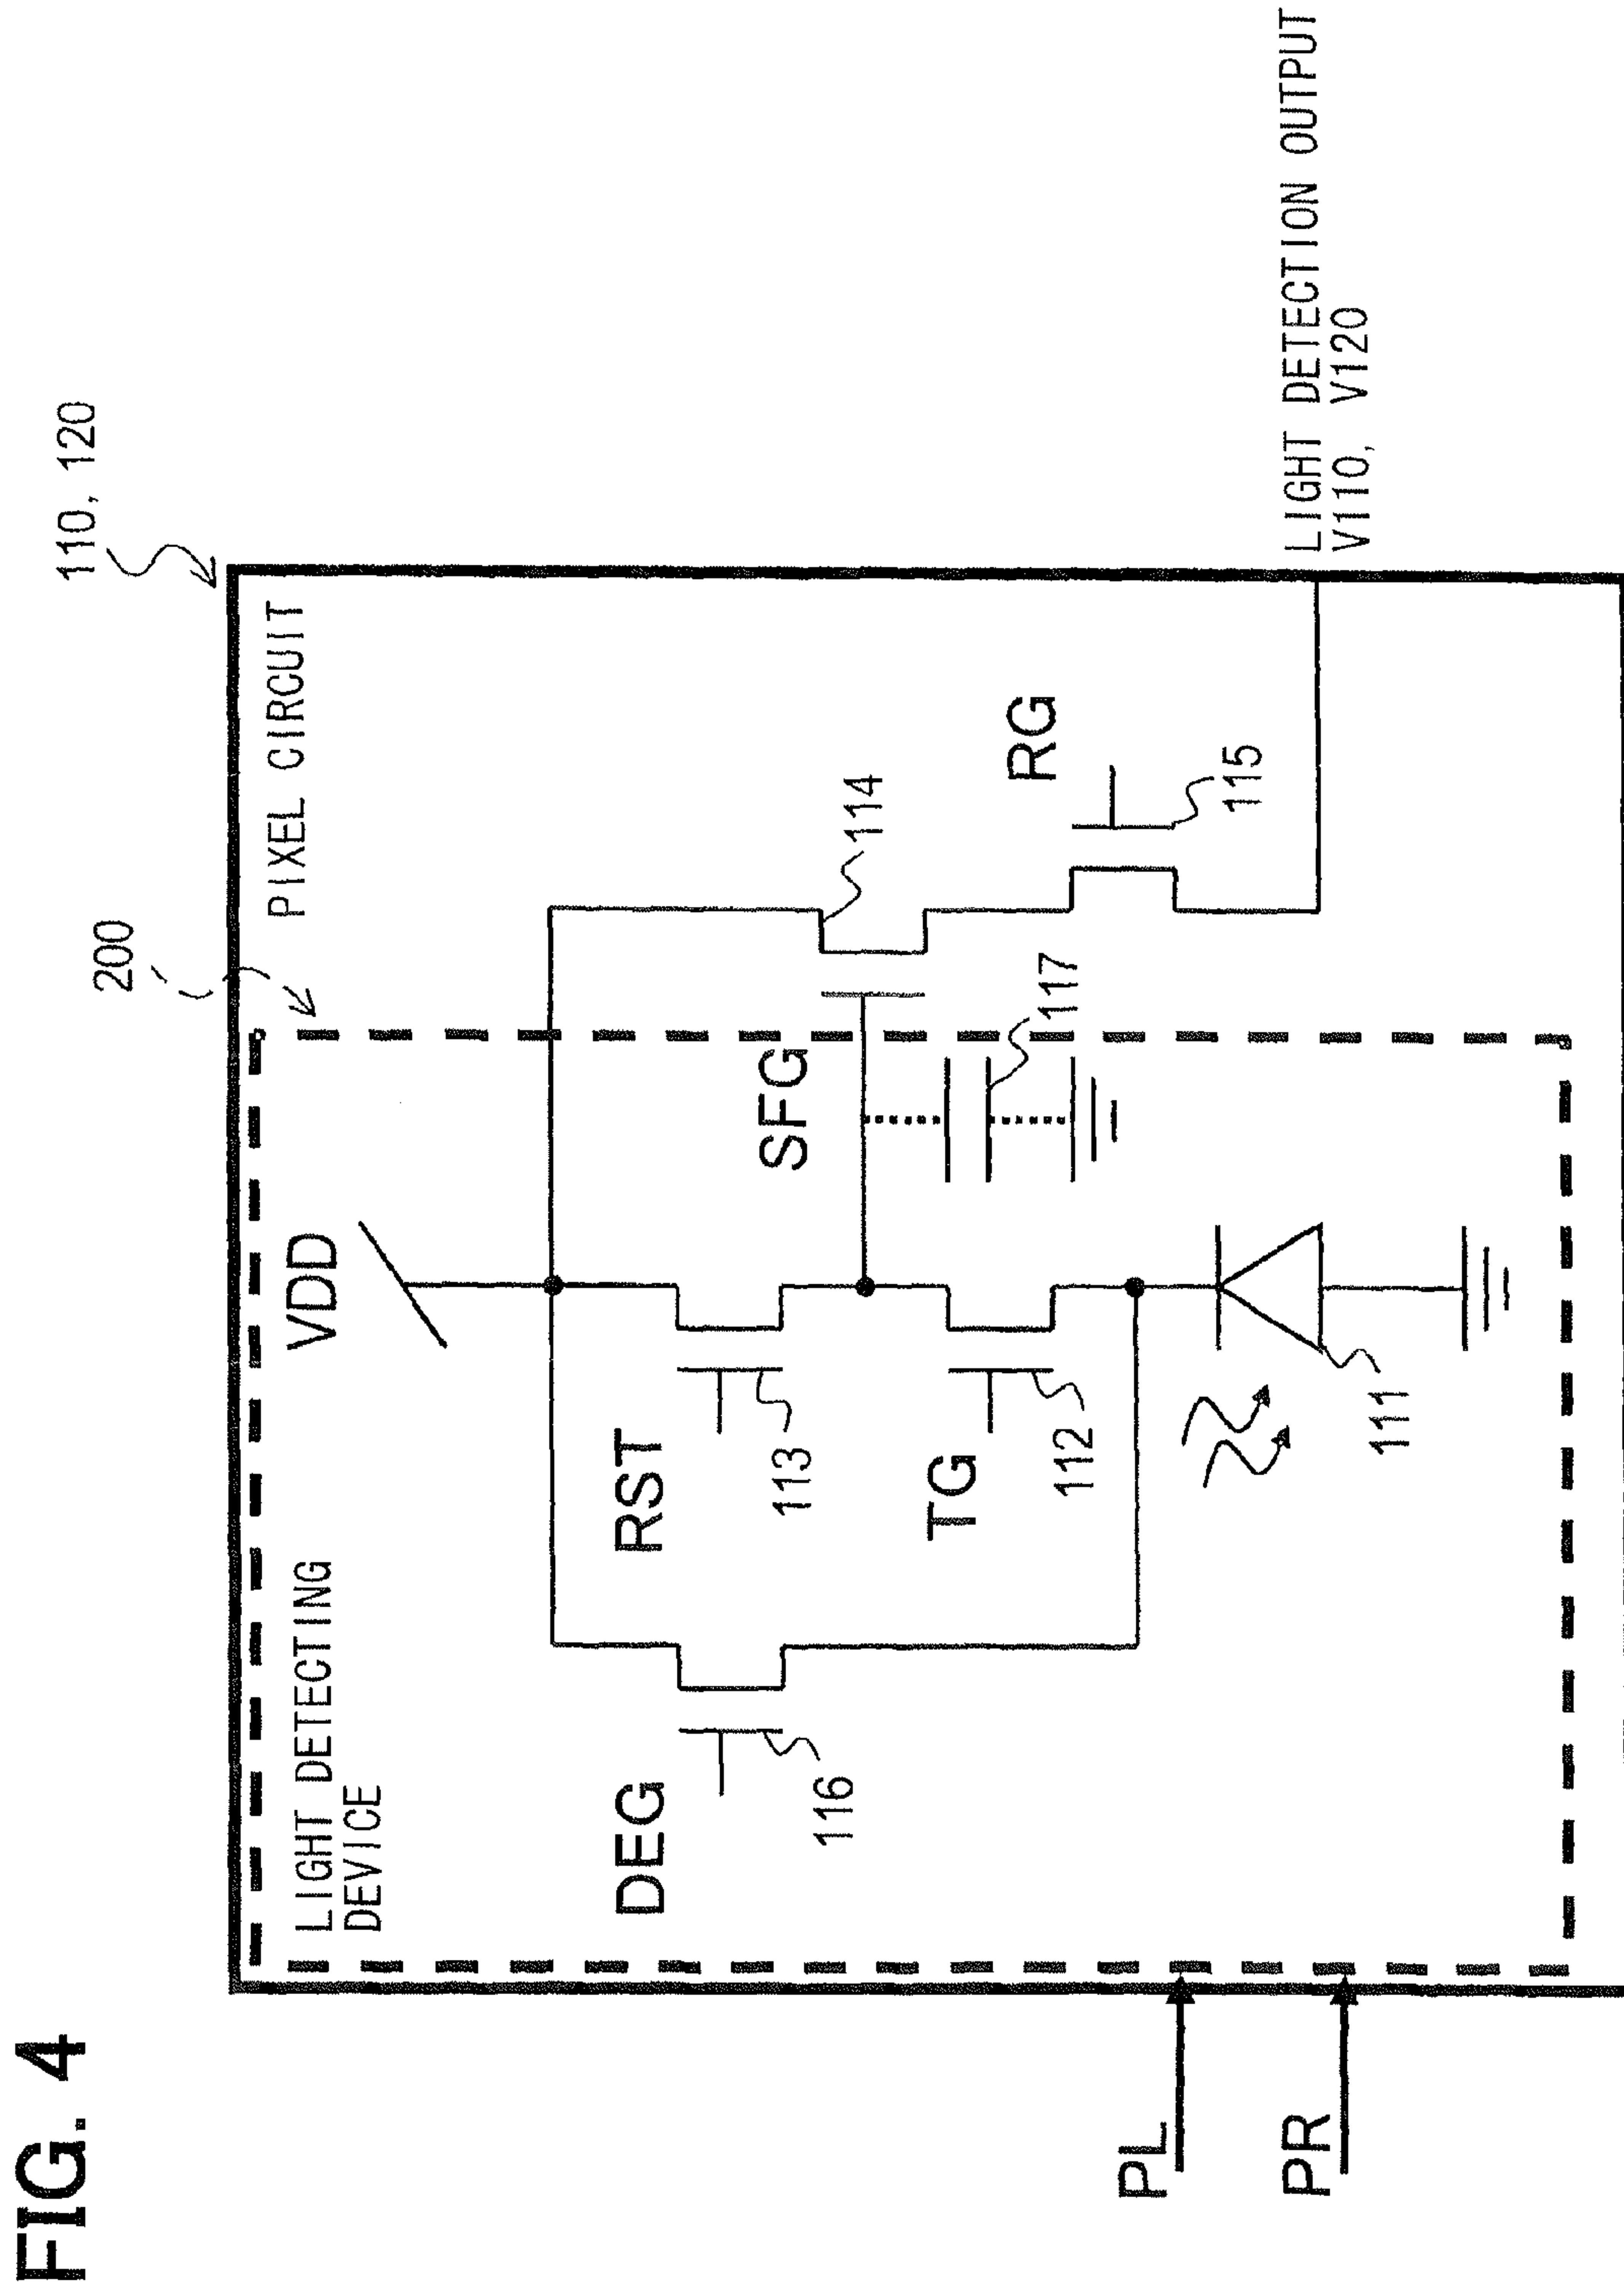 FIG. 4
110, 120
200
PIXEL CIRCUIT
LIGHT DETECTING
DEVICE
VDD
DEG
116
RST
113
SFG
114
TG
112
117
RG
115
111
PL
PR
LIGHT DETECTION OUTPUT
V110, V120